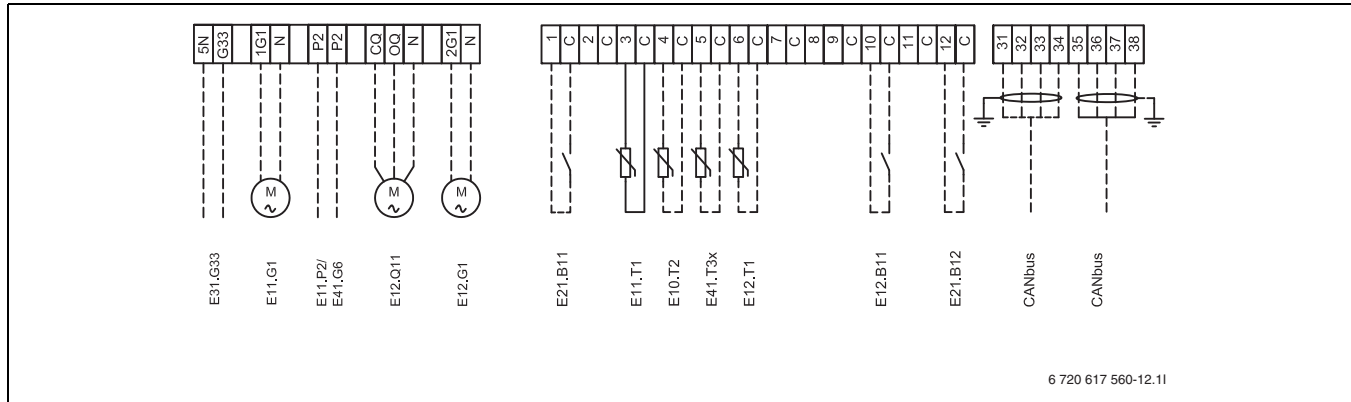 5N G33 1G1 N P2 P2 CQ OQ N 2G1 N
1 C 2 C 3 C 4 C 5 C 6 C 7 C 8 9 C 10 C 11 C 12 C
31 32 33 34 35 36 37 38
M M M
E31.G33
E11.G1
E11.P2/
E41.G6
E12.Q11
E12.G1
E21.B11
E11.T1
E10.T2
E41.T3x
E12.T1
E12.B11
E21.B12
CANbus
CANbus
6 720 617 560-12.1I